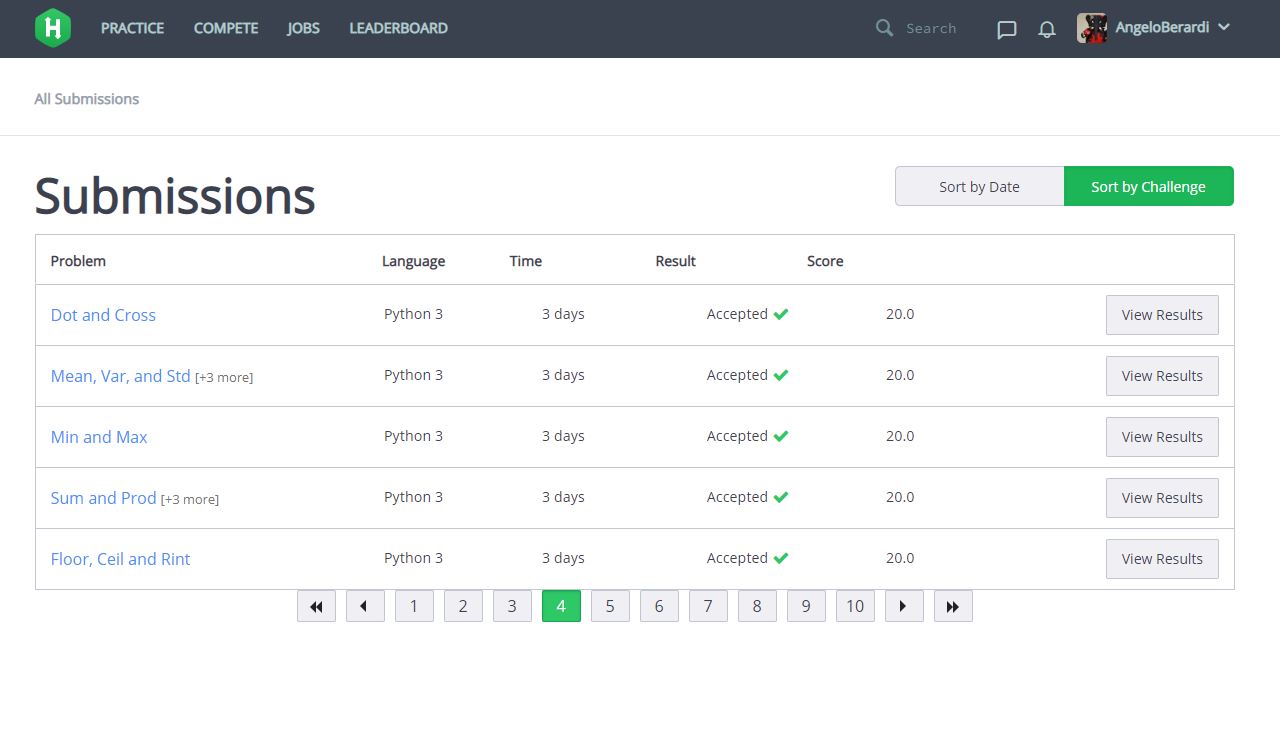 H PRACTICE COMPETE JOBS LEADERBOARD Search AngeloBerardi
All Submissions
Submissions Sort by Date Sort by Challenge
Problem Language Time Result Score
Dot and Cross Python 3 3 days Accepted 20.0 View Results
Mean, Var, and Std [+3 more] Python 3 3 days Accepted 20.0 View Results
Min and Max Python 3 3 days Accepted 20.0 View Results
Sum and Prod [+3 more] Python 3 3 days Accepted 20.0 View Results
Floor, Ceil and Rint Python 3 3 days Accepted 20.0 View Results
1 2 3 4 5 6 7 8 9 10